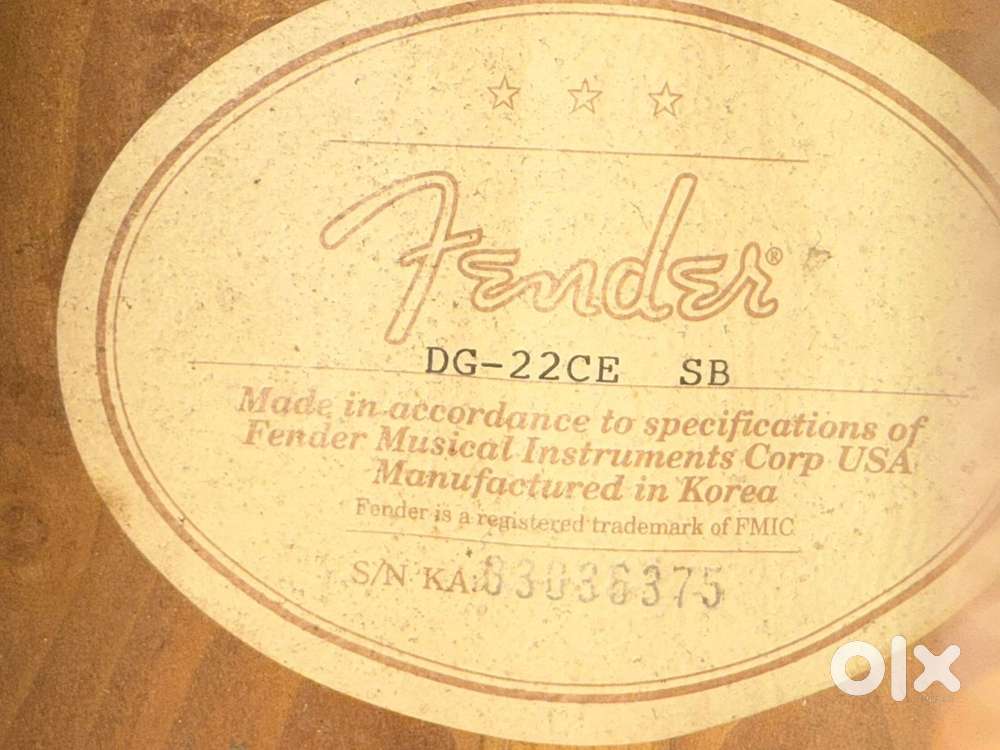 Fender®
DG-22CE SB
Made in accordance to specifications of
Fender Musical Instruments Corp USA
Manufactured in Korea
Fender is a registered trademark of FMIC
S/N KA:83036375
olx